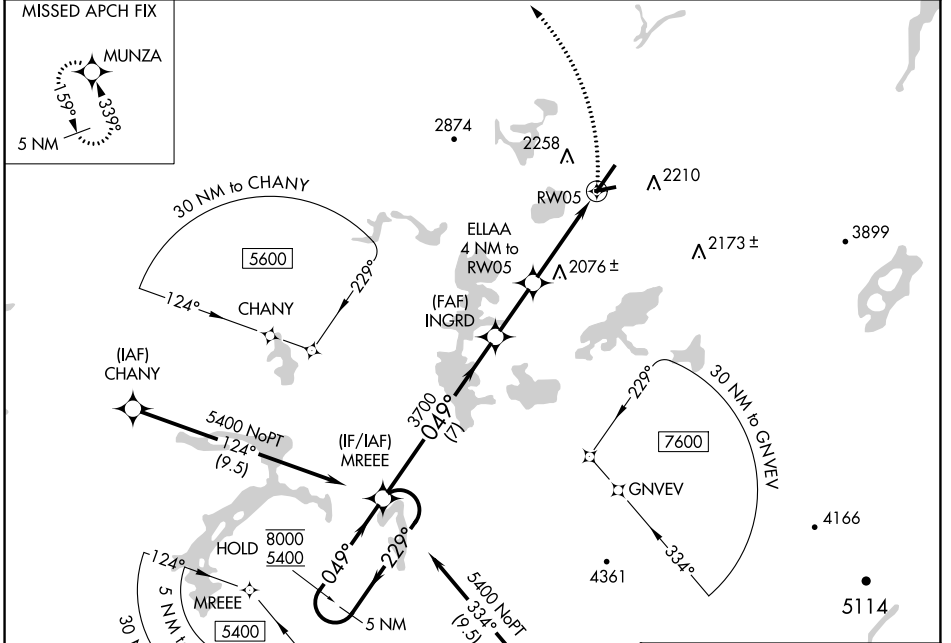 MISSED APCH FIX
MUNZA
159°
339°
5 NM
2874
2258
2210
RW05
30 NM to CHANY
5600
229°
124°
CHANY
ELLAA
4 NM to
RW05
2076 ±
2173 ±
3899
(FAF)
INGRD
(IAF)
CHANY
5400 NoPT
124°
(9.5)
3700
049°
(7)
(IF/IAF)
MREEE
229°
30 NM to GNVEV
7600
GNVEV
334°
4166
4361
5114
HOLD
8000
5400
049°
229°
5 NM
5400 NoPT
334°
(9.5)
124°
MREEE
5400
5 NM
30